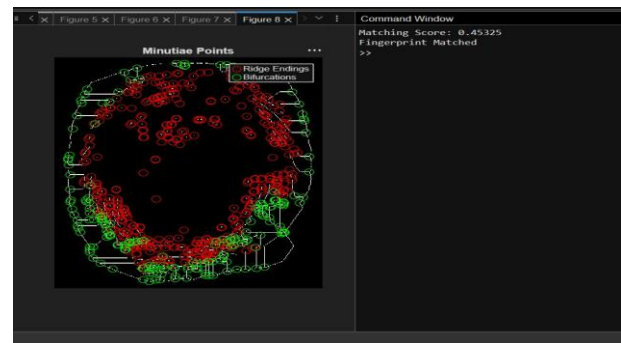 Figure 5 × Figure 6 × Figure 7 × Figure 8 ×
Command Window
Minutiae Points
Ridge Endings
Bifurcations
Matching Score: 0.45325
Fingerprint Matched
>>